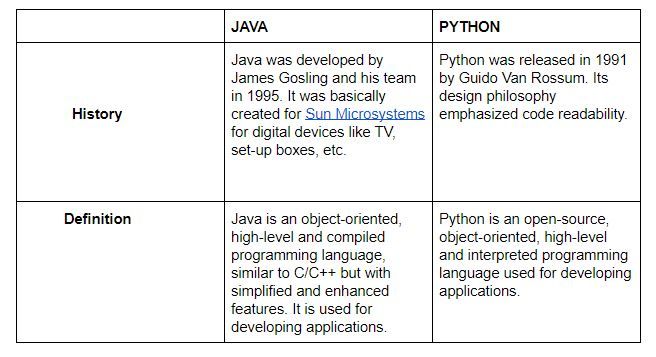 JAVA
PYTHON
History
Java was developed by
James Gosling and his team
in 1995. It was basically
created for Sun Microsystems
for digital devices like TV,
set-up boxes, etc.
Python was released in 1991
by Guido Van Rossum. Its
design philosophy
emphasized code readability.
Definition
Java is an object-oriented,
high-level and compiled
programming language,
similar to C/C++ but with
simplified and enhanced
features. It is used for
developing applications.
Python is an open-source,
object-oriented, high-level
and interpreted programming
language used for developing
applications.